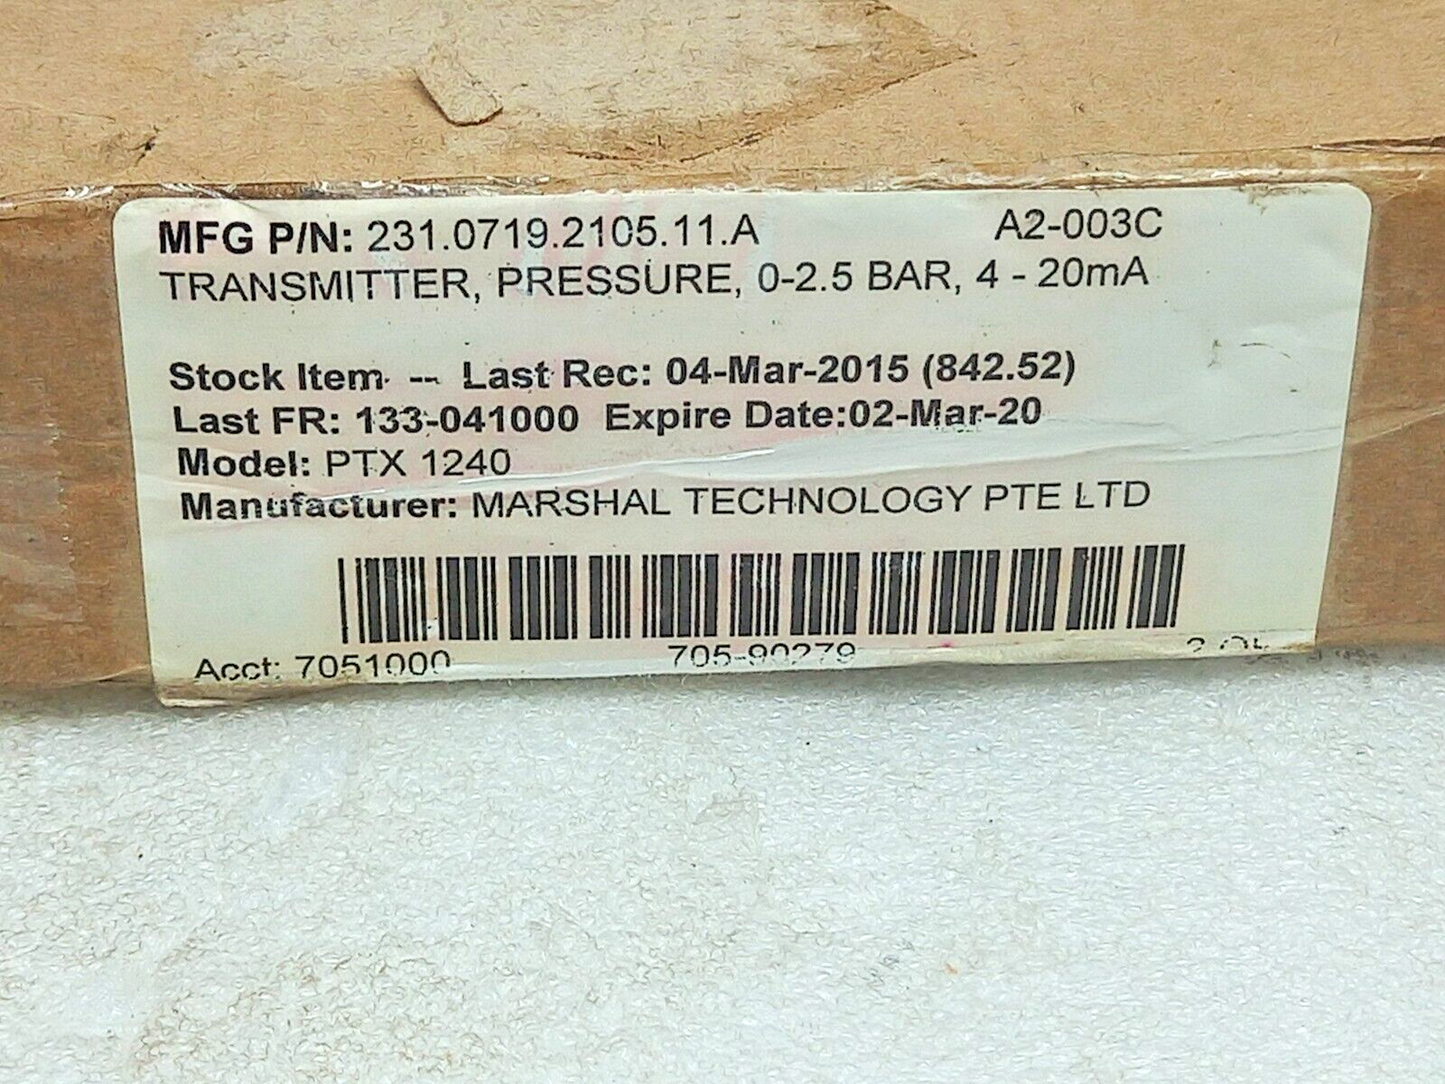 MFG P/N: 231.0719.2105.11.A A2-003C
TRANSMITTER, PRESSURE, 0-2.5 BAR, 4 - 20mA
Stock Item -- Last Rec: 04-Mar-2015 (842.52)
Last FR: 133-041000 Expire Date:02-Mar-20
Model: PTX 1240
Manufacturer: MARSHAL TECHNOLOGY PTE LTD
Acct: 7051000 705-90279